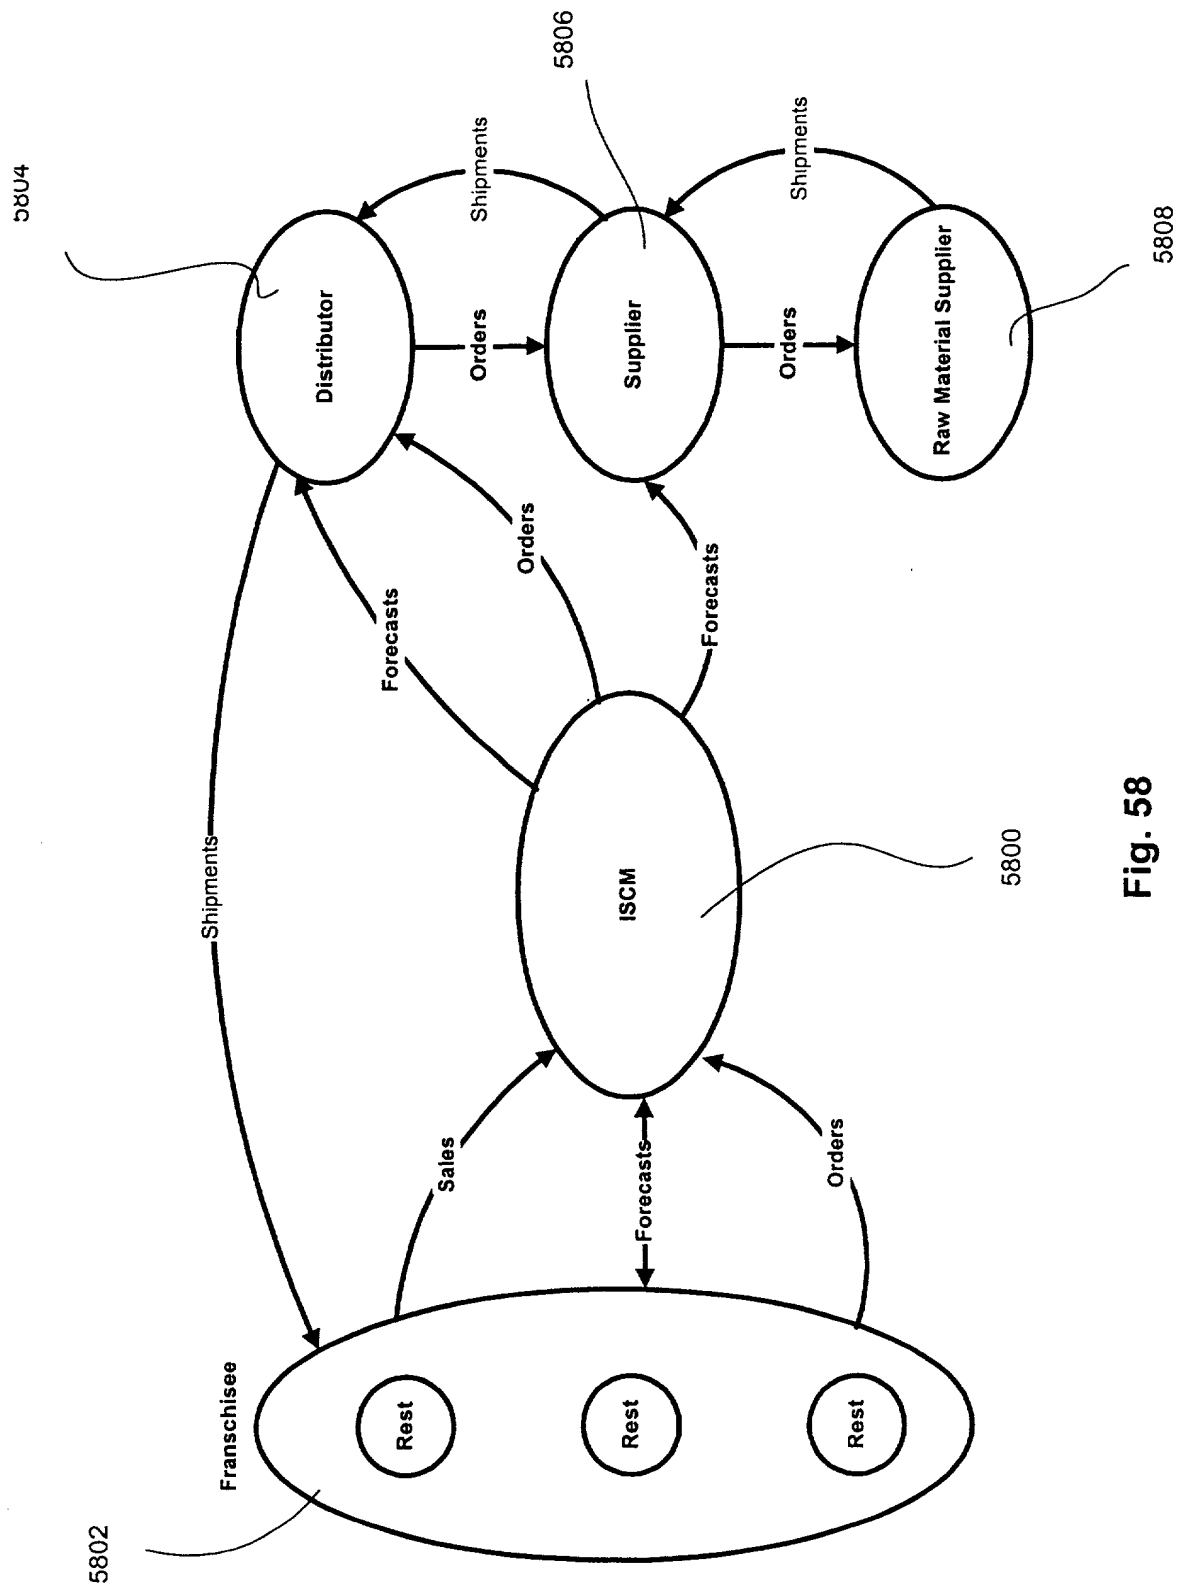 5804
5802
Shipments
Franschisee
Distributor
Forecasts
Rest
Sales
Orders
Shipments
Orders
5806
Rest
ISCM
Supplier
Forecasts
Forecasts
Orders
Shipments
Orders
Rest
Raw Material Supplier
5800
5808
Fig. 58